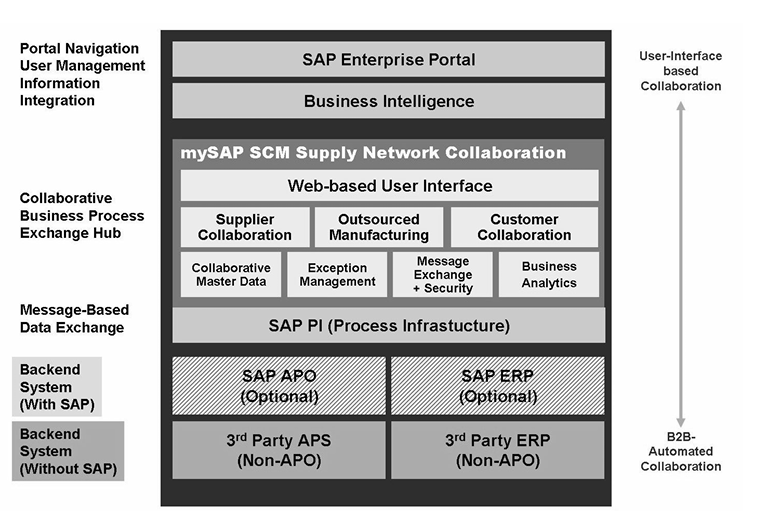 Portal Navigation
User Management
Information
Integration
SAP Enterprise Portal
Business Intelligence
User-Interface
based
Collaboration
mySAP SCM Supply Network Collaboration
Web-based User Interface
Collaborative
Business Process
Exchange Hub
Supplier
Collaboration
Outsourced
Manufacturing
Customer
Collaboration
Collaborative
Master Data
Exception
Management
Message
Exchange
+ Security
Business
Analytics
Message-Based
Data Exchange
SAP PI (Process Infrastucture)
Backend
System
(With SAP)
SAP APO
(Optional)
SAP ERP
(Optional)
Backend
System
(Without SAP)
3rd Party APS
(Non-APO)
3rd Party ERP
(Non-APO)
B2B-
Automated
Collaboration